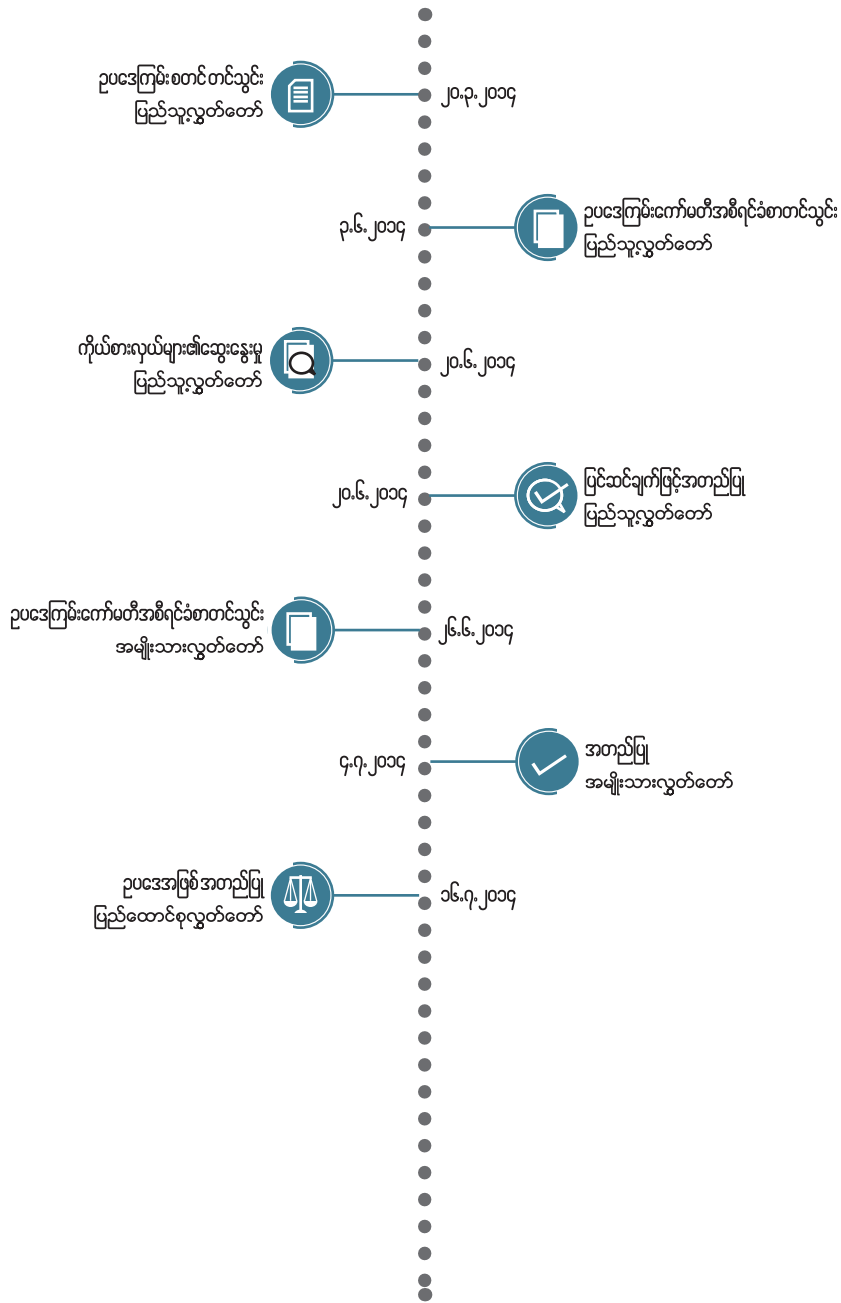 ဥပဒေကြမ်းစတင်တင်သွင်း
ပြည်သူ့လွှတ်တော်
၂၀.၃.၂၀၁၄
၃.၆.၂၀၁၄
ဥပဒေကြမ်းကော်မတီအစီရင်ခံစာတင်သွင်း
ပြည်သူ့လွှတ်တော်
ကိုယ်စားလှယ်များ၏ဆွေးနွေးမှု
ပြည်သူ့လွှတ်တော်
၂၀.၆.၂၀၁၄
၂၀.၆.၂၀၁၄
ပြင်ဆင်ချက်ဖြင့်အတည်ပြု
ပြည်သူ့လွှတ်တော်
ဥပဒေကြမ်းကော်မတီအစီရင်ခံစာတင်သွင်း
အမျိုးသားလွှတ်တော်
၂၆.၆.၂၀၁၄
၄.၇.၂၀၁၄
အတည်ပြု
အမျိုးသားလွှတ်တော်
ဥပဒေအဖြစ်အတည်ပြု
ပြည်ထောင်စုလွှတ်တော်
၁၆.၇.၂၀၁၄